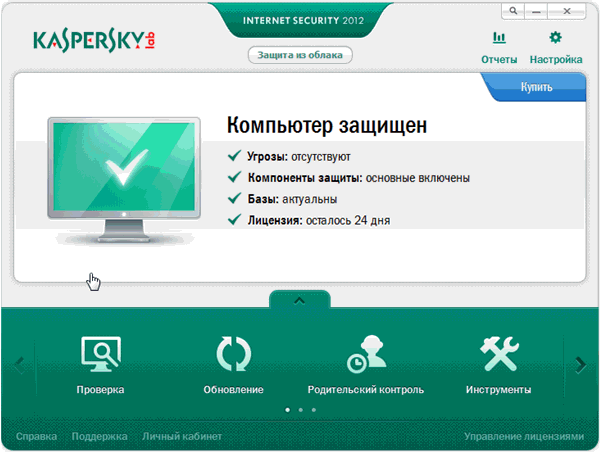 INTERNET SECURITY 2012
KASPERSKY lab
Защита из облака
Отчеты
Настройка
Купить
Компьютер защищен
Угрозы: отсутствуют
Компоненты защиты: основные включены
Базы: актуальны
Лицензия: осталось 24 дня
Проверка
Обновление
Родительский контроль
Инструменты
Справка
Поддержка
Личный кабинет
Управление лицензиями